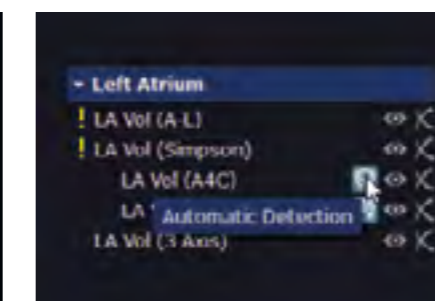 - Left Atrium
! LA Vol (A-L)
! LA Vol (Simpson)
LA Vol (A4C)
LA
Automatic Detection
LA Vol (3 Axis)